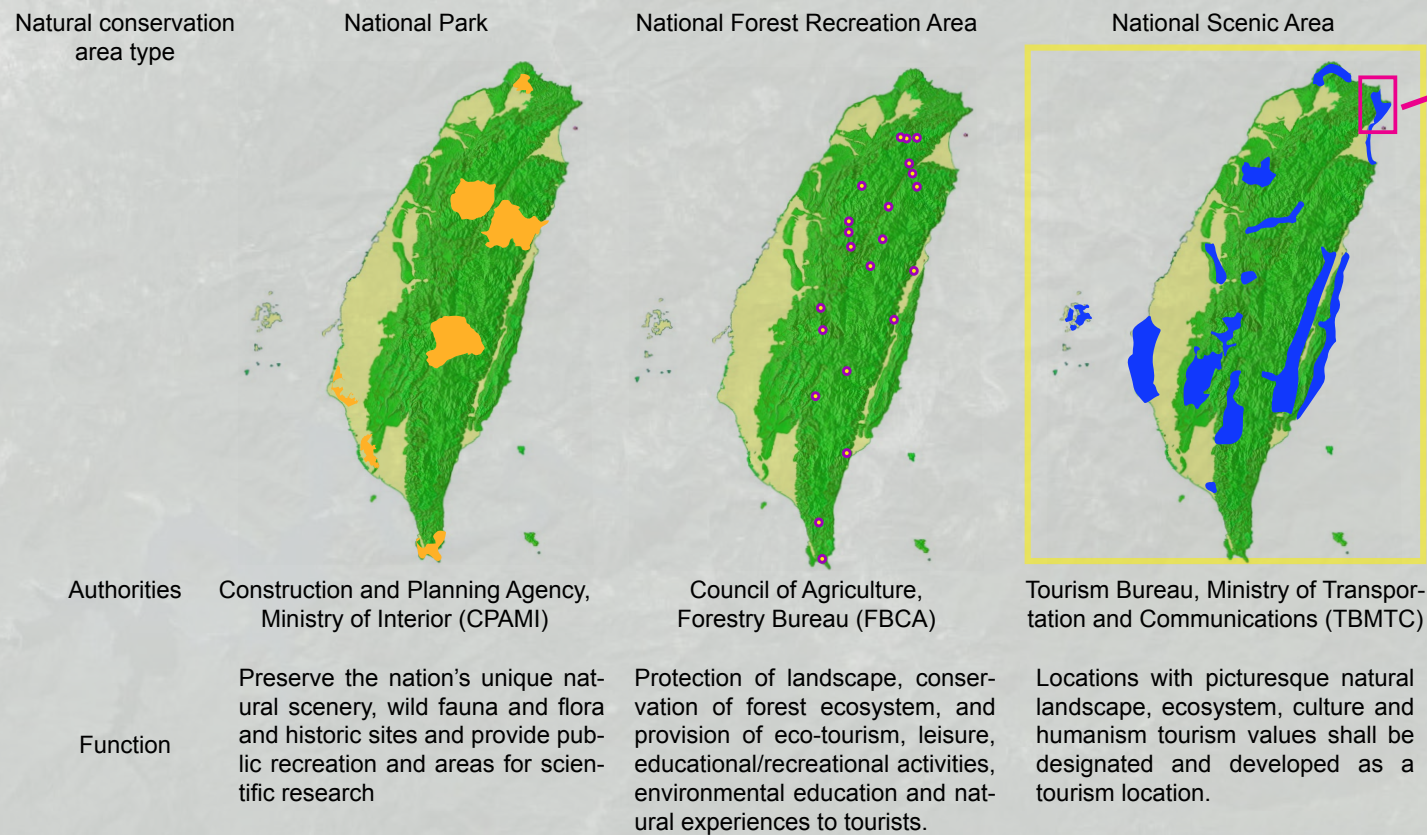 Natural conservation
area type
National Park
National Forest Recreation Area
National Scenic Area
Authorities
Construction and Planning Agency,
Ministry of Interior (CPAMI)
Council of Agriculture,
Forestry Bureau (FBCA)
Tourism Bureau, Ministry of Transpor-
tation and Communications (TBMTC)
Function
Preserve the nation's unique nat-
ural scenery, wild fauna and flora
and historic sites and provide pub-
lic recreation and areas for scien-
tific research
Protection of landscape, conser-
vation of forest ecosystem, and
provision of eco-tourism, leisure,
educational/recreational activities,
environmental education and nat-
ural experiences to tourists.
Locations with picturesque natural
landscape, ecosystem, culture and
humanism tourism values shall be
designated and developed as a
tourism location.